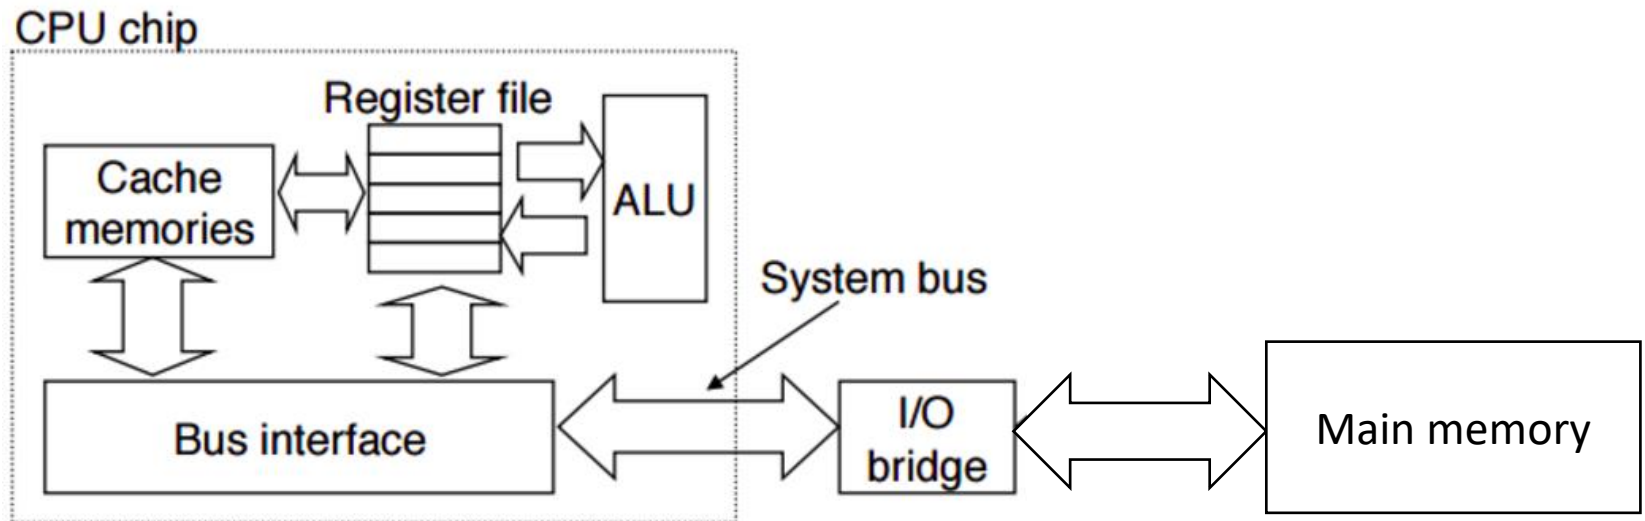 CPU chip
Register file
Cache
memories
ALU
System bus
Bus interface
I/O
bridge
Main memory